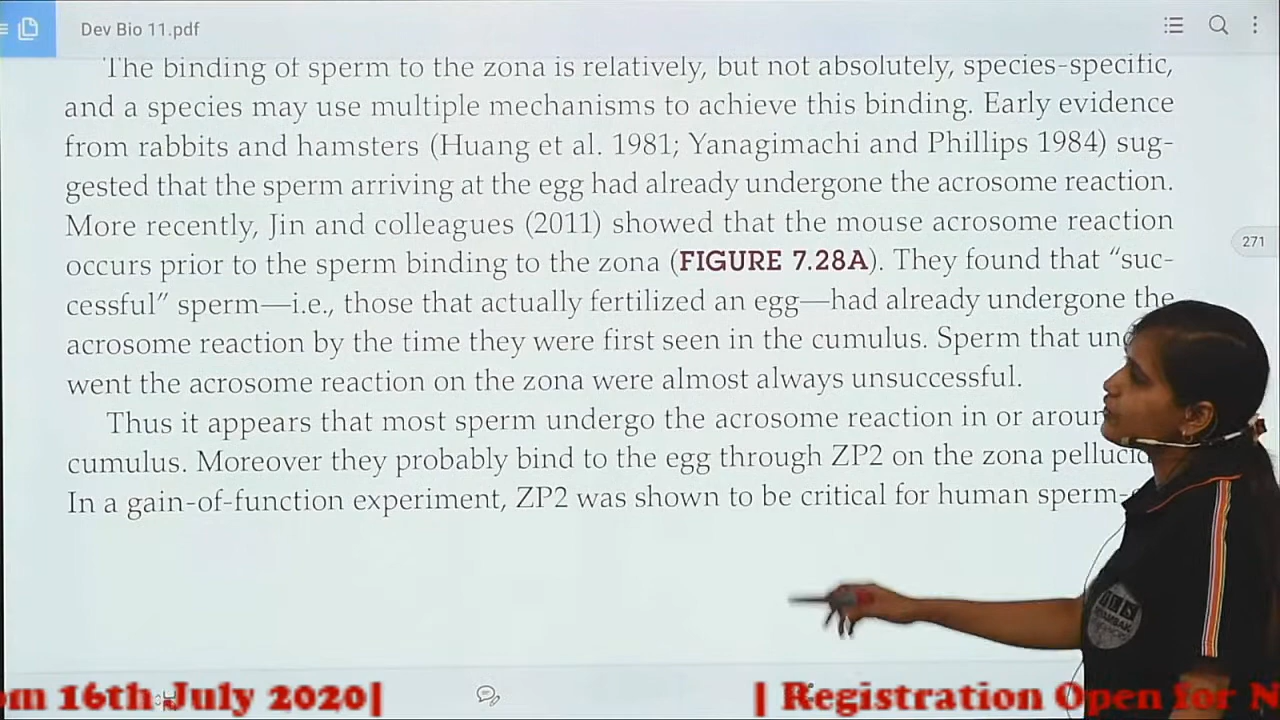 Dev Bio 11.pdf
The binding of sperm to the zona is relatively, but not absolutely, species-specific,
and a species may use multiple mechanisms to achieve this binding. Early evidence
from rabbits and hamsters (Huang et al. 1981; Yanagimachi and Phillips 1984) sug-
gested that the sperm arriving at the egg had already undergone the acrosome reaction.
More recently, Jin and colleagues (2011) showed that the mouse acrosome reaction
271
occurs prior to the sperm binding to the zona (FIGURE 7.28A). They found that “suc-
cessful” sperm—i.e., those that actually fertilized an egg—had already undergone the
acrosome reaction by the time they were first seen in the cumulus. Sperm that un
went the acrosome reaction on the zona were almost always unsuccessful.
Thus it appears that most sperm undergo the acrosome reaction in or aroun
cumulus. Moreover they probably bind to the egg through ZP2 on the zona pellucid
In a gain-of-function experiment, ZP2 was shown to be critical for human sperm-
om 16th July 2020| | Registration Open for N